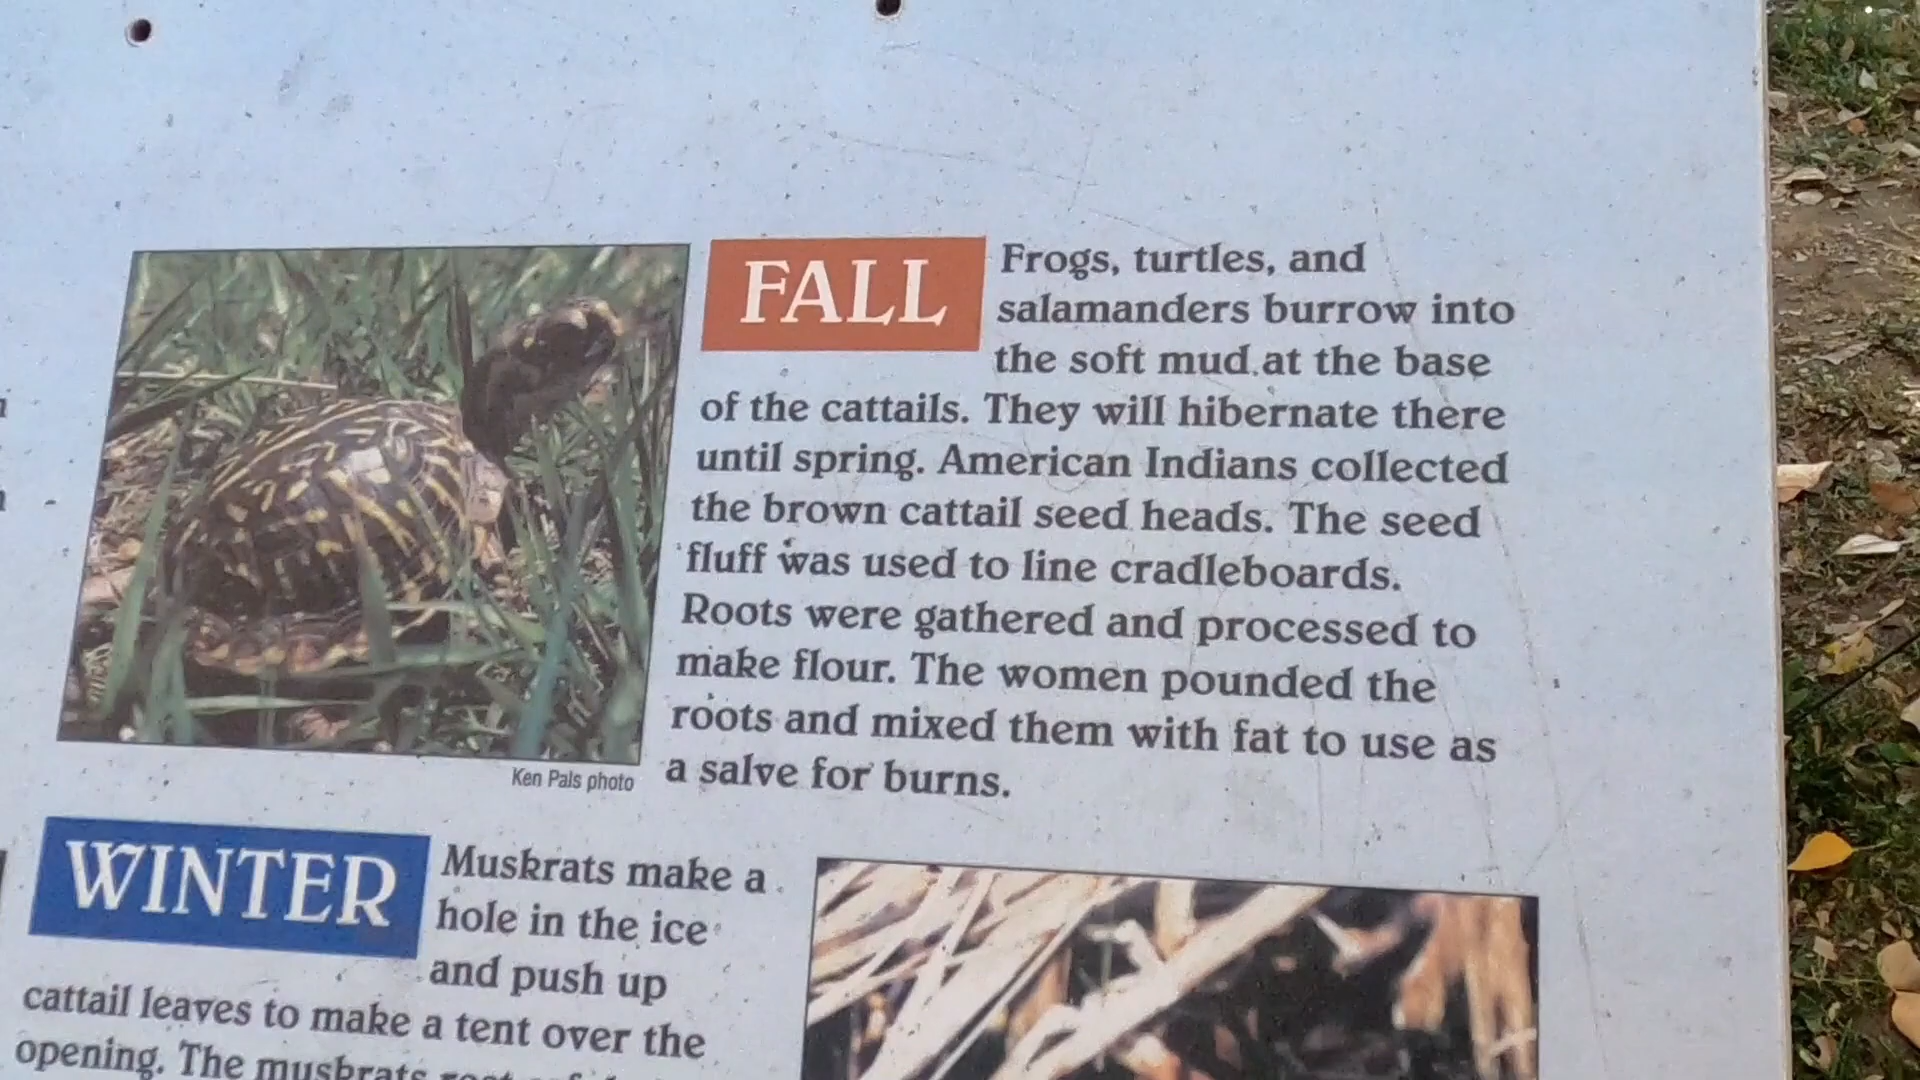 FALL
Frogs, turtles, and
salamanders burrow into
the soft mud at the base
of the cattails. They will hibernate there
until spring. American Indians collected
the brown cattail seed heads. The seed
fluff was used to line cradleboards.
Roots were gathered and processed to
make flour. The women pounded the
roots and mixed them with fat to use as
a salve for burns.
Ken Pals photo
WINTER
Muskrats make a
hole in the ice
and push up
cattail leaves to make a tent over the
opening. The muskrats